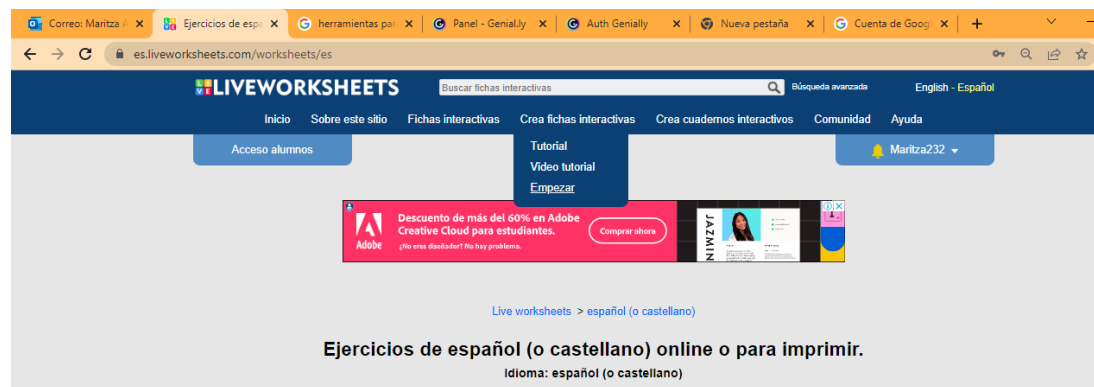 Correo: Maritza A
Ejercicios de espa
herramientas par
Panel - Genial.ly
Auth Genially
Nueva pestaña
Cuenta de Googl
es.liveworksheets.com/worksheets/es
LIVEWORKSHEETS
Buscar fichas interactivas
Búsqueda avanzada
English - Español
Inicio
Sobre este sitio
Fichas interactivas
Crea fichas interactivas
Crea cuadernos interactivos
Comunidad
Ayuda
Acceso alumnos
Tutorial
Video tutorial
Empezar
Maritza232
Adobe
Descuento de más del 60% en Adobe
Creative Cloud para estudiantes.
¿No eres diseñador? No hay problema.
Comprar ahora
JAZMIN
Live worksheets > español (o castellano)
Ejercicios de español (o castellano) online o para imprimir.
Idioma: español (o castellano)